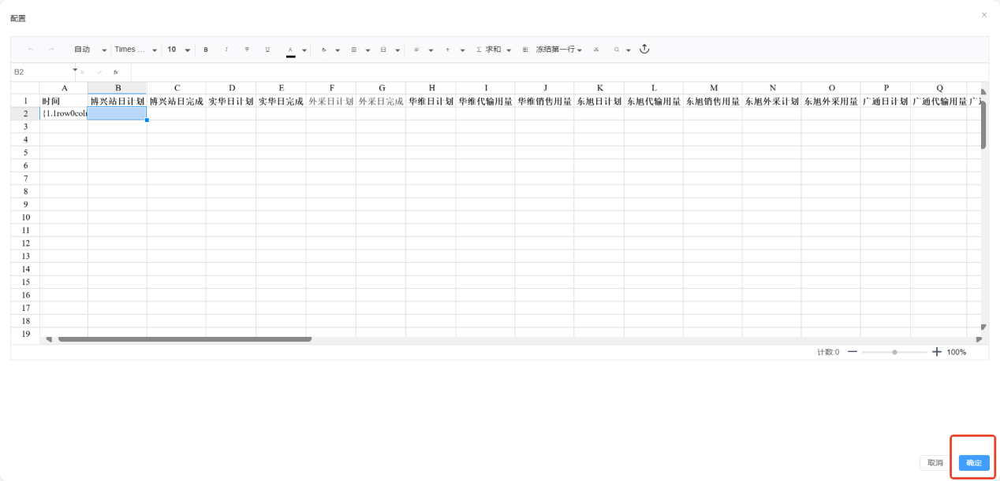 配置
×
自动 Times ... 10 B I T U A Σ 求和 冻结第一行
B2 × ✓ fx
A B C D E F G H I J K L M N O P Q
1 时间 博兴站日计划 博兴站日完成 实华日计划 实华日完成 外采日计划 外采日完成 华维日计划 华维代输用量 华维销售用量 东旭日计划 东旭代输用量 东旭销售用量 东旭外采计划 东旭外采用量 广通日计划 广通代输用量
2 {1.1row0col
3
4
5
6
7
8
9
10
11
12
13
14
15
16
17
18
19
计数:0 — + 100%
取消 确定